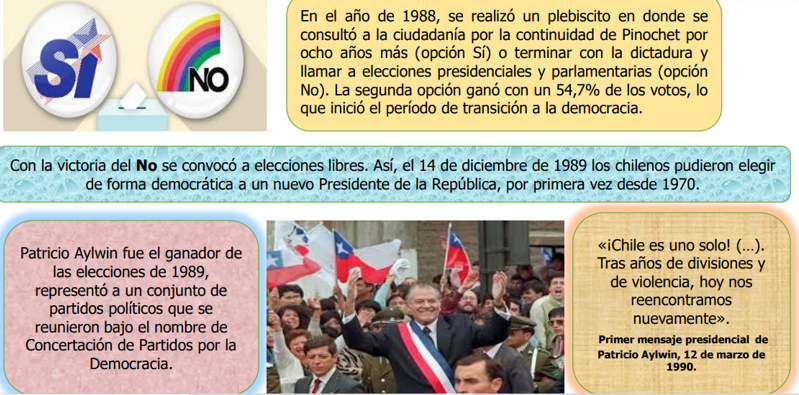 SÍ
NO
En el año de 1988, se realizó un plebiscito en donde se
consultó a la ciudadanía por la continuidad de Pinochet por
ocho años más (opción Sí) o terminar con la dictadura y
llamar a elecciones presidenciales y parlamentarias (opción
No). La segunda opción ganó con un 54,7% de los votos, lo
que inició el período de transición a la democracia.
Con la victoria del No se convocó a elecciones libres. Así, el 14 de diciembre de 1989 los chilenos pudieron elegir
de forma democrática a un nuevo Presidente de la República, por primera vez desde 1970.
Patricio Aylwin fue el ganador de
las elecciones de 1989,
representó a un conjunto de
partidos políticos que se
reunieron bajo el nombre de
Concertación de Partidos por la
Democracia.
«¡Chile es uno solo! (...).
Tras años de divisiones y
de violencia, hoy nos
reencontramos
nuevamente».
Primer mensaje presidencial de
Patricio Aylwin, 12 de marzo de
1990.